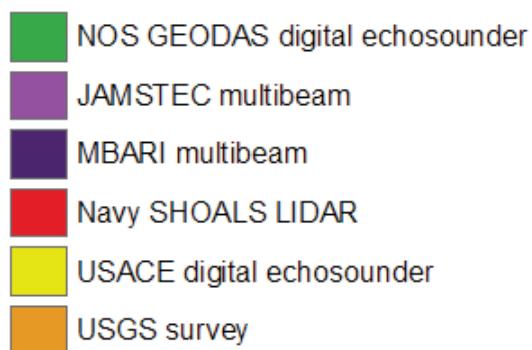 NOS GEODAS digital echosounder
JAMSTEC multibeam
MBARI multibeam
Navy SHOALS LIDAR
USACE digital echosounder
USGS survey